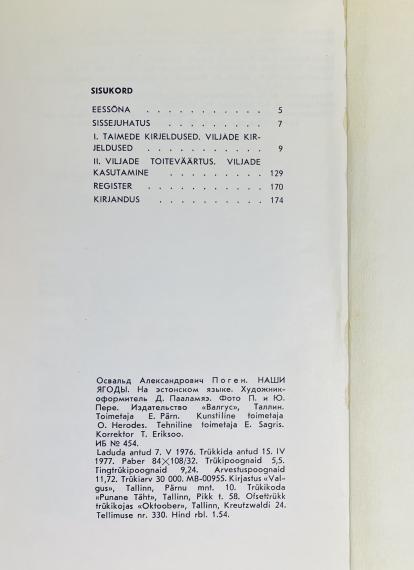 SISUKORD
EESSÕNA . . . . . . . . . . 5
SISSEJUHATUS . . . . . . . . 7
I. TAIMEDE KIRJELDUSED. VILJADE KIR-
JELDUSED . . . . . . . . . . 9
II. VILJADE TOITEVÄÄRTUS. VILJADE
KASUTAMINE . . . . . . . . 129
REGISTER . . . . . . . . . . 170
KIRJANDUS . . . . . . . . . 174
Освальд Александрович Поген. НАШИ
ЯГОДЫ. На эстонском языке. Художник-
оформитель Д. Пааламяэ. Фото П. и Ю.
Пере. Издательство «Валгус», Таллин.
Toimetaja E. Pärn. Kunstiline toimetaja
O. Herodes. Tehniline toimetaja E. Sagris.
Korrektor T. Eriksoo.
ИБ № 454.
Laduda antud 7. V 1976. Trükkida antud 15. IV
1977. Paber 84×108/32. Trükipoognaid 5,5.
Tingtrükipoognaid 9,24. Arvestuspoognaid
11,72. Trükiarv 30 000. MB-00955. Kirjastus «Val-
gus», Tallinn, Pärnu mnt. 10. Trükikoda
«Punane Täht», Tallinn, Pikk t. 58. Ofsettrükk
trükikojas «Oktoober», Tallinn, Kreutzwaldi 24.
Tellimuse nr. 330. Hind rbl. 1.54.